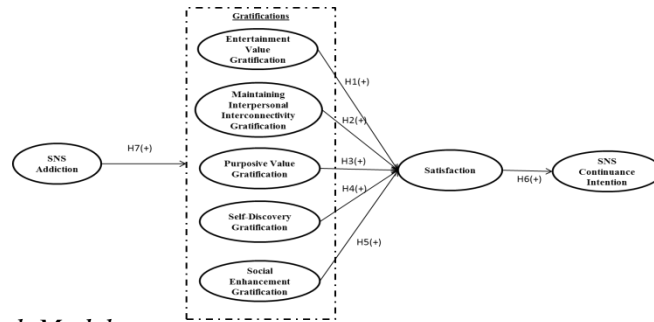 Gratifications
Entertainment
Value
Gratification
H1(+)
Maintaining
Interpersonal
Interconnectivity
Gratification
H2(+)
SNS
Addiction
H7(+)
Purposive Value
Gratification
H3(+)
Satisfaction
H6(+)
SNS
Continuance
Intention
H4(+)
Self-Discovery
Gratification
H5(+)
Social
Enhancement
Gratification
Model